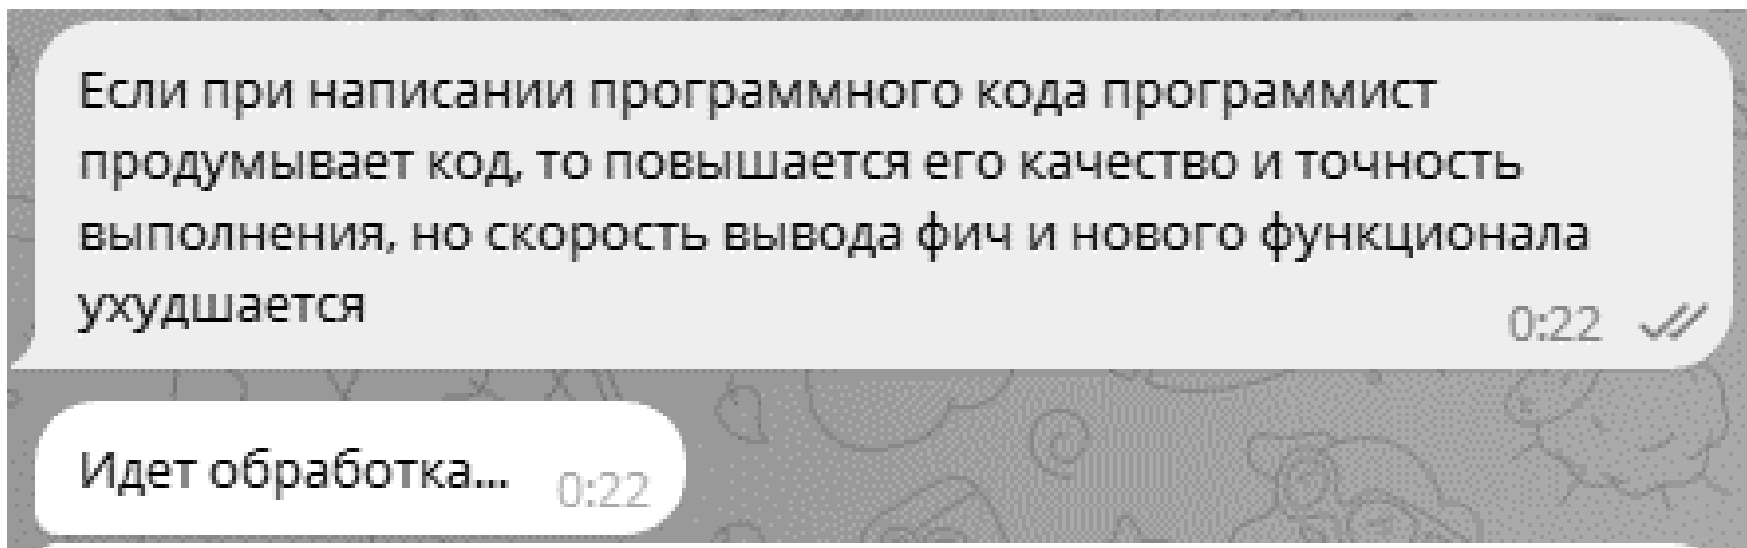 Если при написании программного кода программист
продумывает код, то повышается его качество и точность
выполнения, но скорость вывода фич и нового функционала
ухудшается
0:22
Идет обработка... 0:22